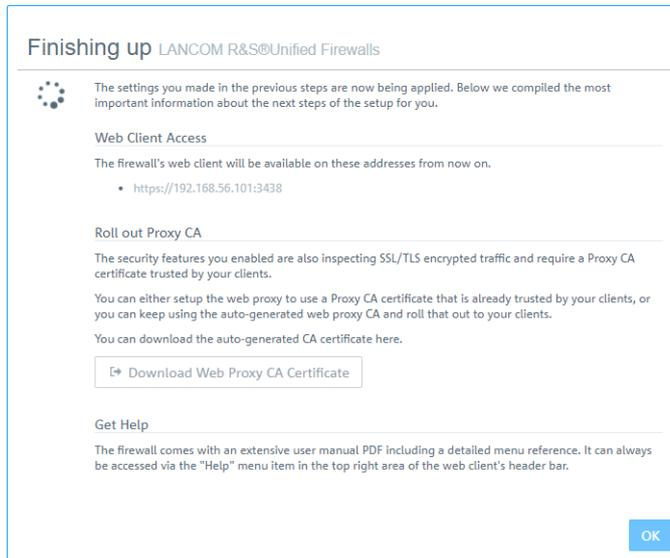 Finishing up LANCOM R&S®Unified Firewalls
The settings you made in the previous steps are now being applied. Below we compiled the most
important information about the next steps of the setup for you.
Web Client Access
The firewall's web client will be available on these addresses from now on.
• https://192.168.56.101:3438
Roll out Proxy CA
The security features you enabled are also inspecting SSL/TLS encrypted traffic and require a Proxy CA
certificate trusted by your clients.
You can either setup the web proxy to use a Proxy CA certificate that is already trusted by your clients, or
you can keep using the auto-generated web proxy CA and roll that out to your clients.
You can download the auto-generated CA certificate here.
Download Web Proxy CA Certificate
Get Help
The firewall comes with an extensive user manual PDF including a detailed menu reference. It can always
be accessed via the "Help" menu item in the top right area of the web client's header bar.
OK